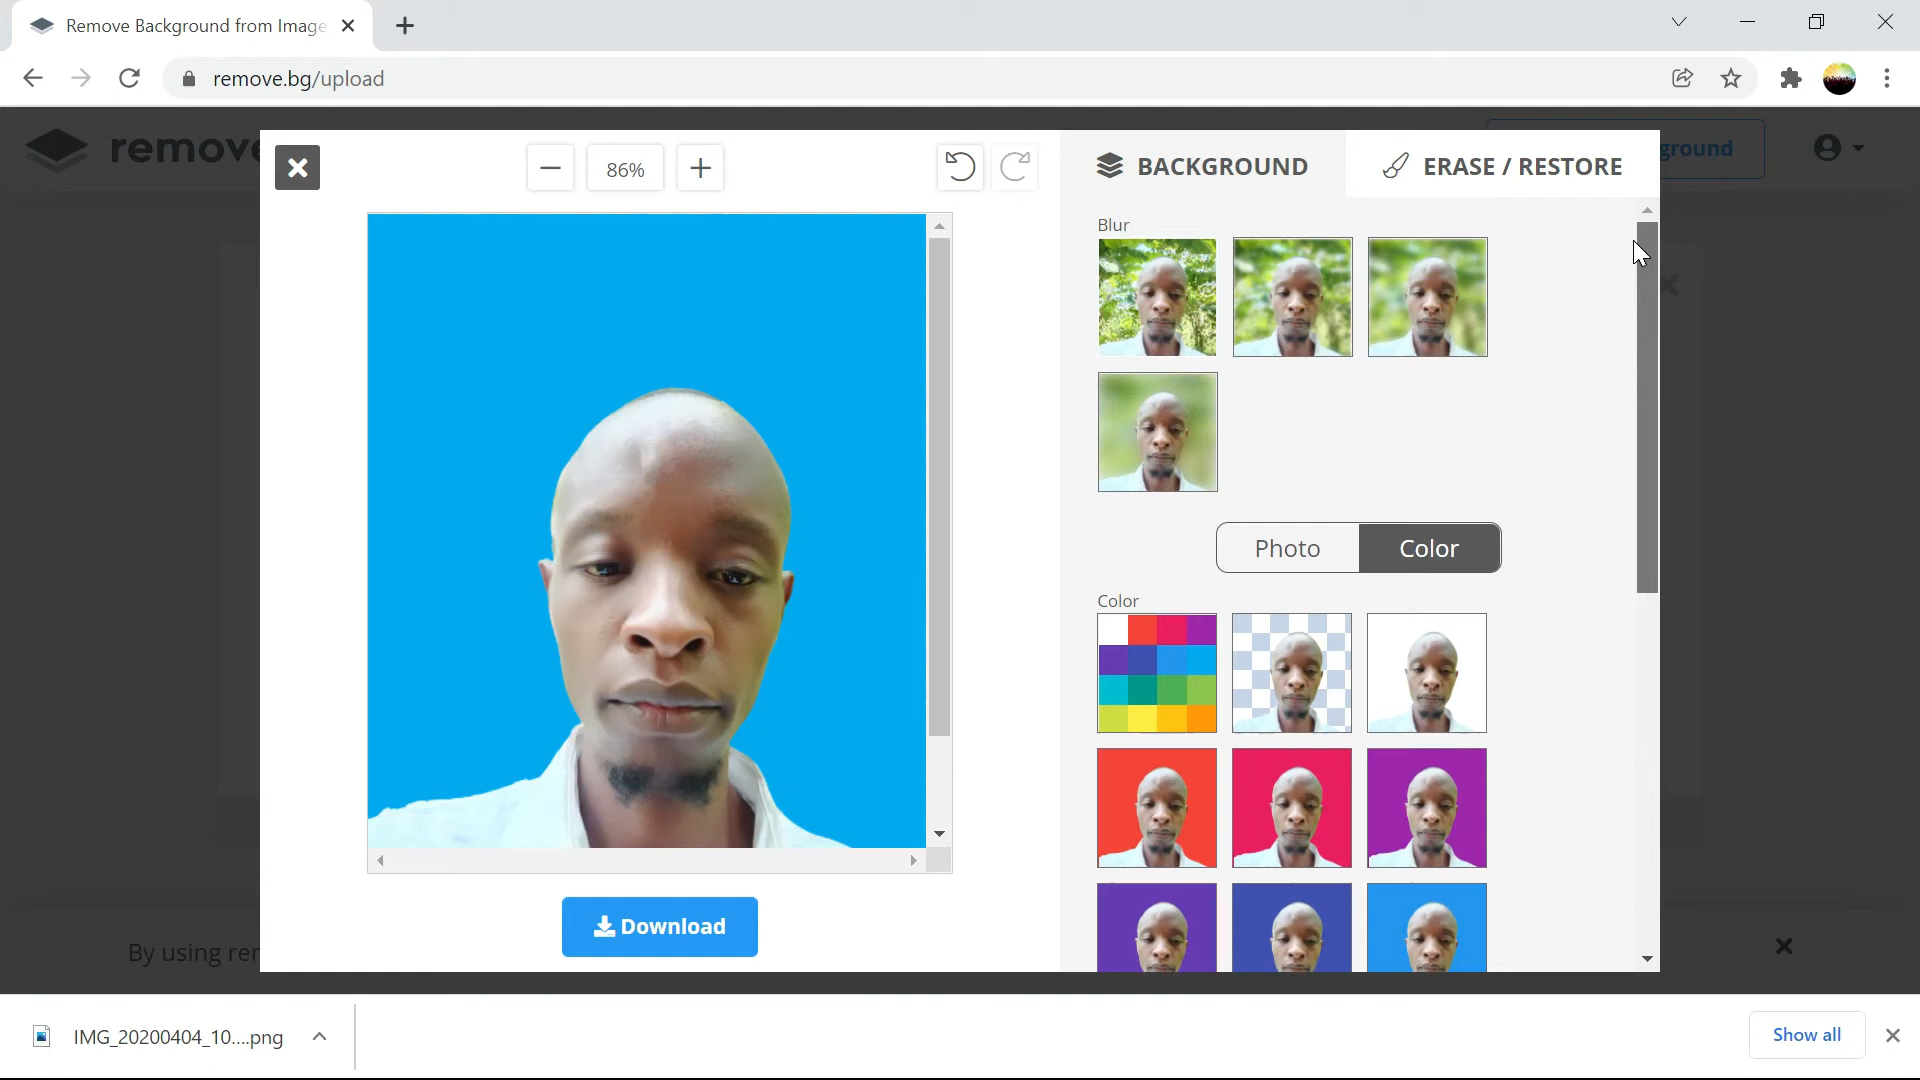 Remove Background from Image
remove.bg/upload
remove
ground
86%
BACKGROUND
ERASE / RESTORE
Blur
Photo
Color
Color
Download
By using rer
IMG_20200404_10....png
Show all